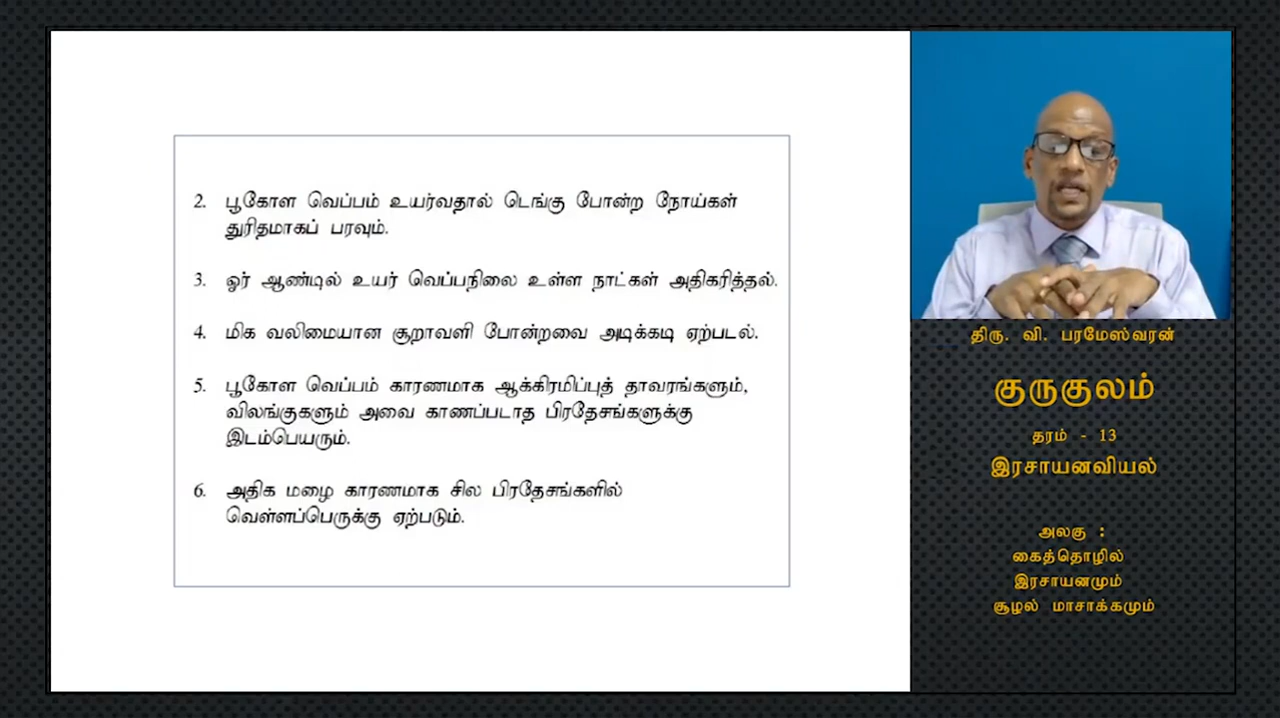 2. பூகோள வெப்பம் உயர்வதால் டெங்கு போன்ற நோய்கள்
துரிதமாகப் பரவும்.
3. ஓர் ஆண்டில் உயர் வெப்பநிலை உள்ள நாட்கள் அதிகரித்தல்.
4. மிக வலிமையான சூறாவளி போன்றவை அடிக்கடி ஏற்படல்.
5. பூகோள வெப்பம் காரணமாக ஆக்கிரமிப்புத் தாவரங்களும்,
விலங்குகளும் அவை காணப்படாத பிரதேசங்களுக்கு
இடம்பெயரும்.
6. அதிக மழை காரணமாக சில பிரதேசங்களில்
வெள்ளப்பெருக்கு ஏற்படும்.
திரு. வி. பரமேஸ்வரன்
குருகுலம்
தரம் - 13
இரசாயனவியல்
அலகு :
கைத்தொழில்
இரசாயனமும்
சூழல் மாசாக்கமும்